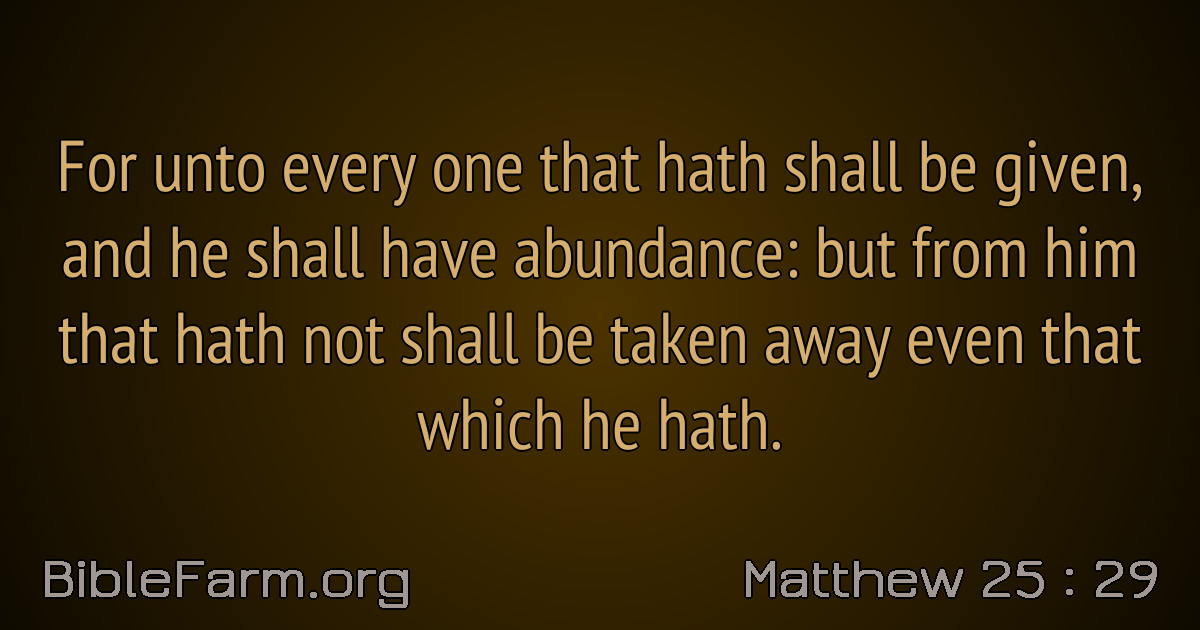 For unto every one that hath shall be given,
and he shall have abundance: but from him
that hath not shall be taken away even that
which he hath.
BibleFarm.org
Matthew 25 : 29